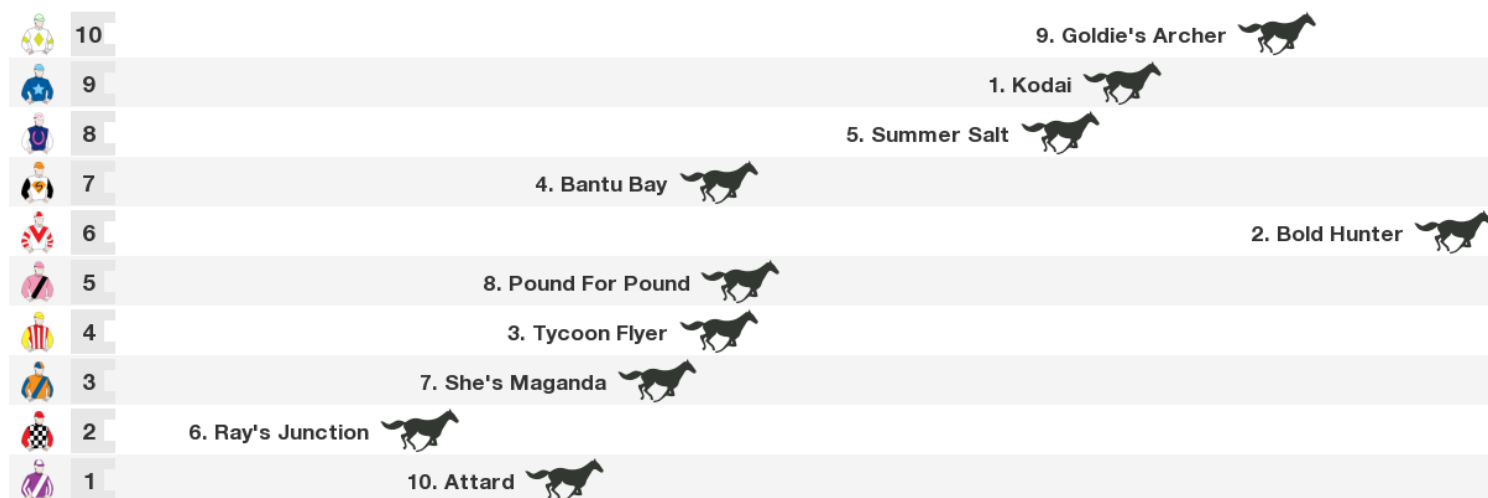 10 9. Goldie's Archer
9 1. Kodai
8 5. Summer Salt
7 4. Bantu Bay
6 2. Bold Hunter
5 8. Pound For Pound
4 3. Tycoon Flyer
3 7. She's Maganda
2 6. Ray's Junction
1 10. Attard